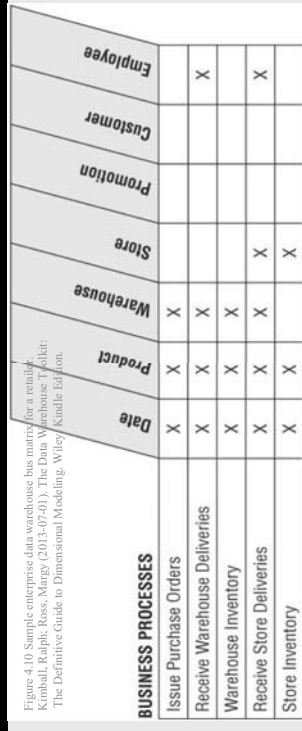 Figure 4.10 Sample enterprise data warehouse bus matrix for a retailer.
Kimball, Ralph; Ross, Margy (2013-07-01). The Data Warehouse Toolkit:
The Definitive Guide to Dimensional Modeling. Wiley. Kindle Edition.
BUSINESS PROCESSES Date Product Warehouse Store Promotion Customer Employee
Issue Purchase Orders X X X
Receive Warehouse Deliveries X X X X
Warehouse Inventory X X X
Receive Store Deliveries X X X X X
Store Inventory X X X